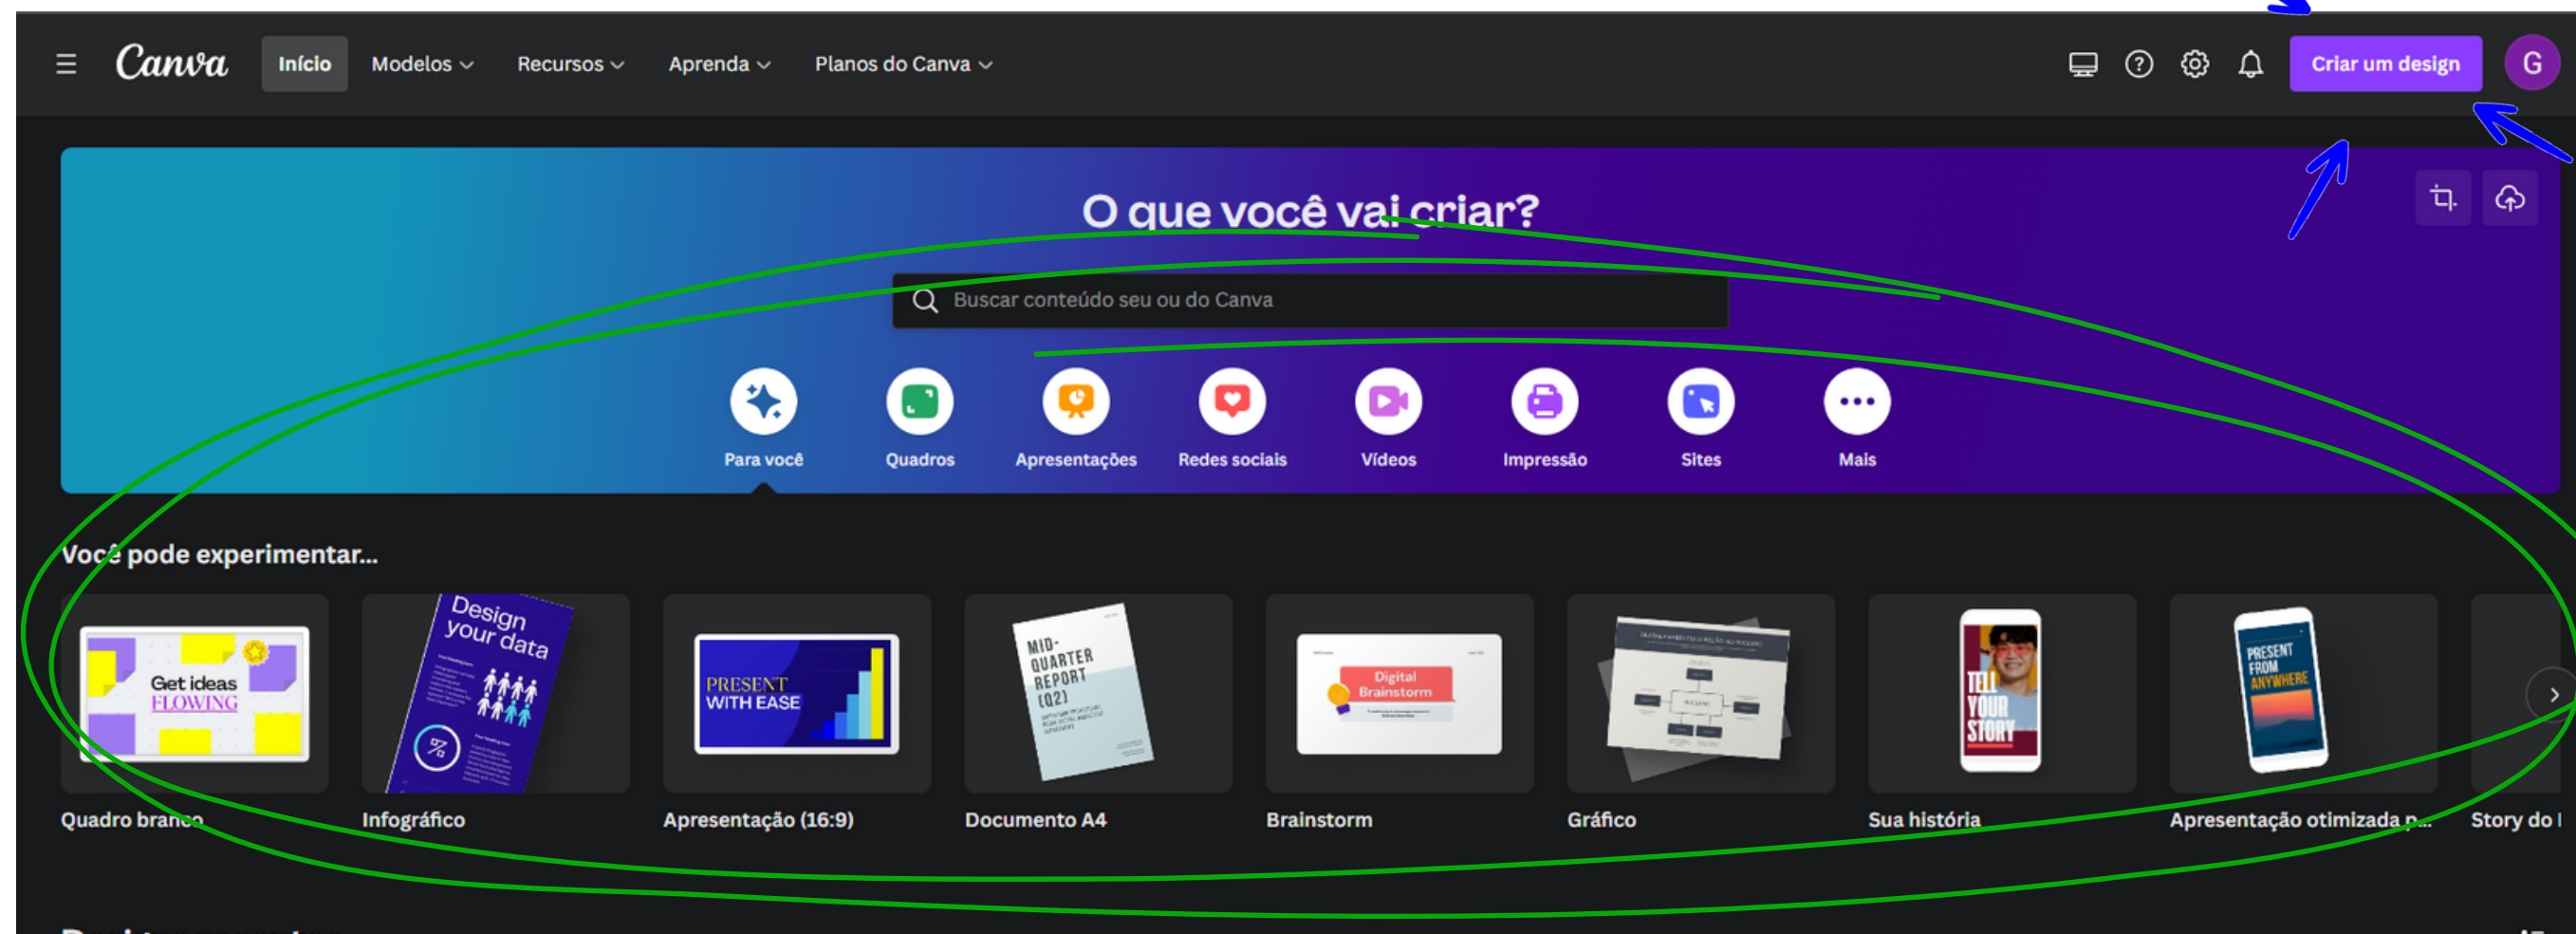 Canva Início Modelos Recursos Aprenda Planos do Canva Criar um design G
O que você vai criar?
Buscar conteúdo seu ou do Canva
Para você Quadros Apresentações Redes sociais Vídeos Impressão Sites Mais
Você pode experimentar...
Get ideas
FLOWING
Design
your data
%
PRESENT
WITH EASE
MID-
QUARTER
REPORT
(Q2)
Digital
Brainstorm
TELL
YOUR
STORY
PRESENT
FROM
ANYWHERE
Quadro branco Infográfico Apresentação (16:9) Documento A4 Brainstorm Gráfico Sua história Apresentação otimizada p... Story do